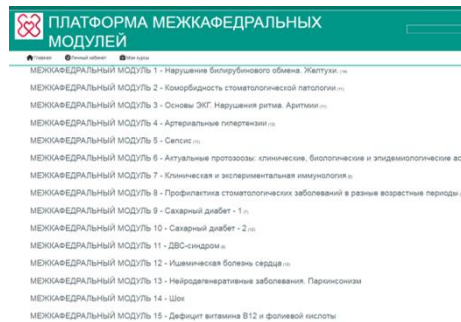 ПЛАТФОРМА МЕЖКАФЕДРАЛЬНЫХ
МОДУЛЕЙ
Главная Личный кабинет Мои курсы
МЕЖКАФЕДРАЛЬНЫЙ МОДУЛЬ 1 - Нарушение билирубинового обмена. Желтухи.
МЕЖКАФЕДРАЛЬНЫЙ МОДУЛЬ 2 - Коморбидность стоматологической патологии
МЕЖКАФЕДРАЛЬНЫЙ МОДУЛЬ 3 - Основы ЭКГ. Нарушения ритма. Аритмии
МЕЖКАФЕДРАЛЬНЫЙ МОДУЛЬ 4 - Артериальные гипертензии
МЕЖКАФЕДРАЛЬНЫЙ МОДУЛЬ 5 - Сепсис
МЕЖКАФЕДРАЛЬНЫЙ МОДУЛЬ 6 - Актуальные протозоозы: клинические, биологические и эпидемиологические ас
МЕЖКАФЕДРАЛЬНЫЙ МОДУЛЬ 7 - Клиническая и экспериментальная иммунология
МЕЖКАФЕДРАЛЬНЫЙ МОДУЛЬ 8 - Профилактика стоматологических заболеваний в разные возрастные периоды
МЕЖКАФЕДРАЛЬНЫЙ МОДУЛЬ 9 - Сахарный диабет - 1
МЕЖКАФЕДРАЛЬНЫЙ МОДУЛЬ 10 - Сахарный диабет - 2
МЕЖКАФЕДРАЛЬНЫЙ МОДУЛЬ 11 - ДВС-синдром
МЕЖКАФЕДРАЛЬНЫЙ МОДУЛЬ 12 - Ишемическая болезнь сердца
МЕЖКАФЕДРАЛЬНЫЙ МОДУЛЬ 13 - Нейродегенеративные заболевания. Паркинсонизм
МЕЖКАФЕДРАЛЬНЫЙ МОДУЛЬ 14 - Шок
МЕЖКАФЕДРАЛЬНЫЙ МОДУЛЬ 15 - Дефицит витамина В12 и фолиевой кислоты